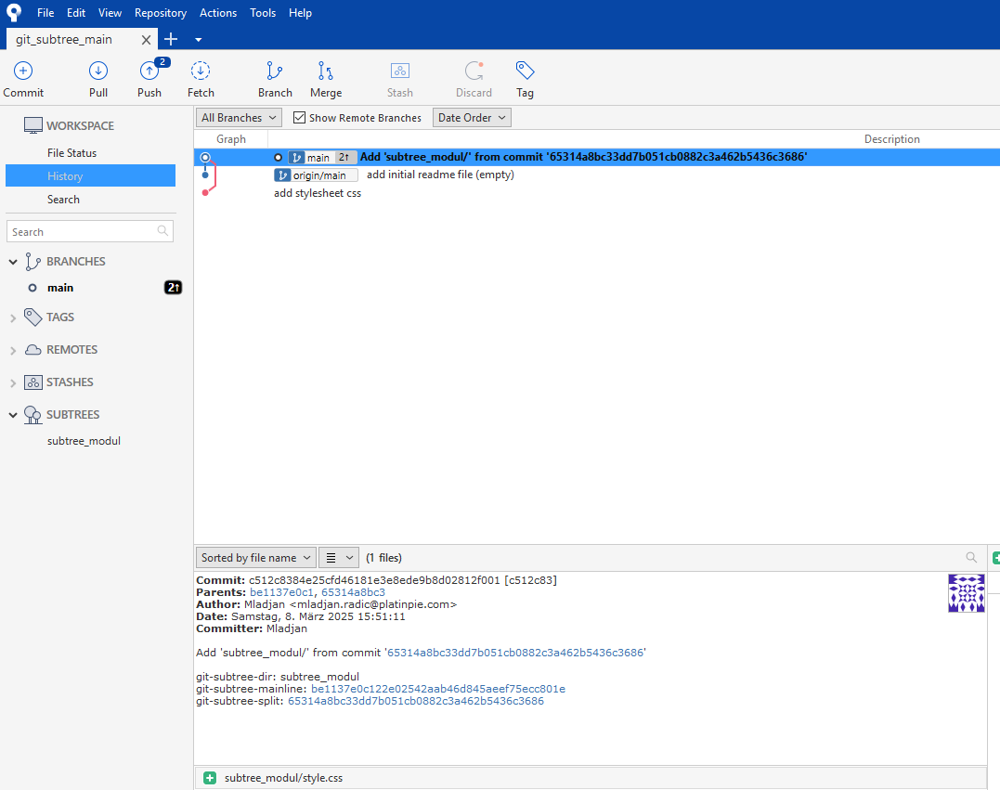 File Edit View Repository Actions Tools Help
git_subtree_main
2
Commit Pull Push Fetch Branch Merge Stash Discard Tag
WORKSPACE
File Status
History
Search
Search
BRANCHES
main 2↑
TAGS
REMOTES
STASHES
SUBTREES
subtree_modul
All Branches Show Remote Branches Date Order
Graph Description
main 2↑ Add 'subtree_modul/' from commit '65314a8bc33dd7b051cb0882c3a462b5436c3686'
origin/main add initial readme file (empty)
add stylesheet css
Sorted by file name (1 files)
Commit: c512c8384e25cfd46181e3e8ede9b8d02812f001 [c512c83]
Parents: be1137e0c1, 65314a8bc3
Author: Mladjan <mladjan.radic@platinpie.com>
Date: Samstag, 8. März 2025 15:51:11
Committer: Mladjan
Add 'subtree_modul/' from commit '65314a8bc33dd7b051cb0882c3a462b5436c3686'
git-subtree-dir: subtree_modul
git-subtree-mainline: be1137e0c122e02542aab46d845aeef75ecc801e
git-subtree-split: 65314a8bc33dd7b051cb0882c3a462b5436c3686
subtree_modul/style.css